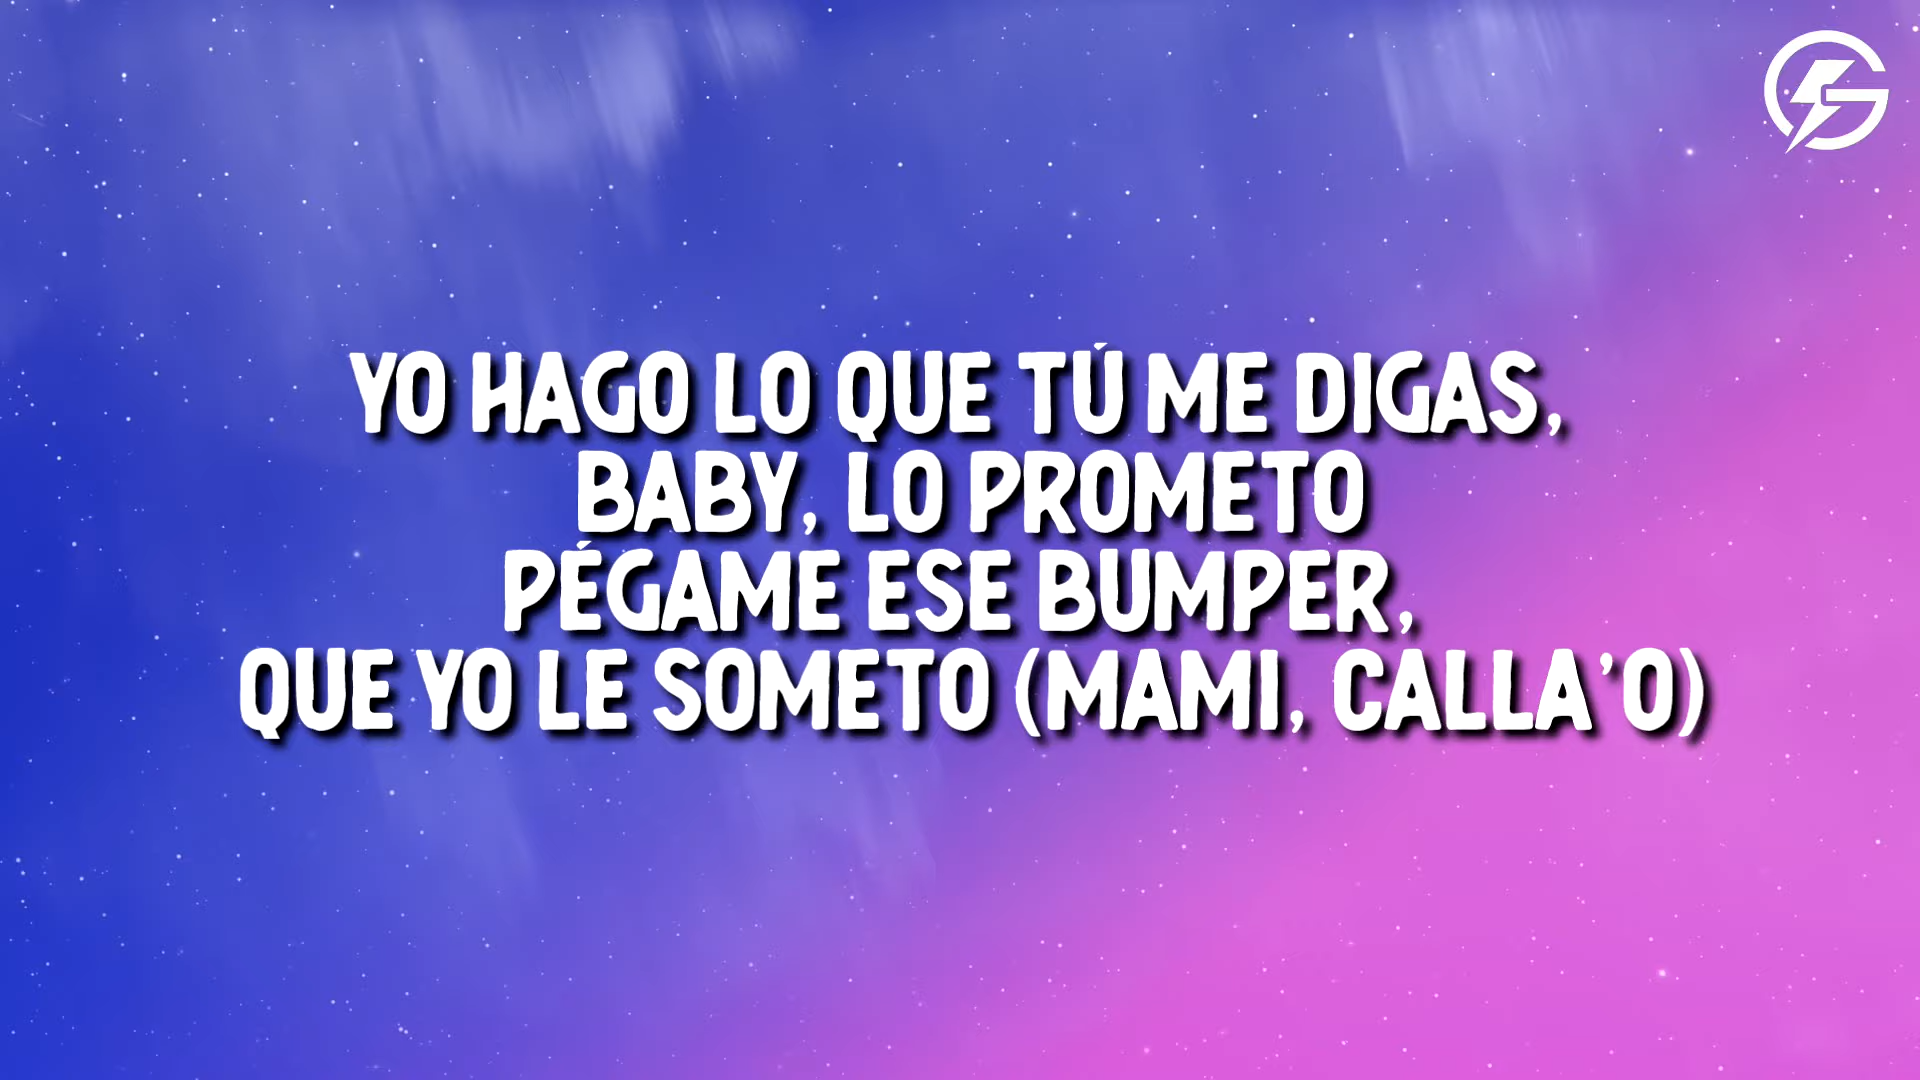 YO HAGO LO QUE TÚ ME DIGAS,
BABY, LO PROMETO
PÉGAME ESE BUMPER,
QUE YO LE SOMETO (MAMI, CALLA'O)